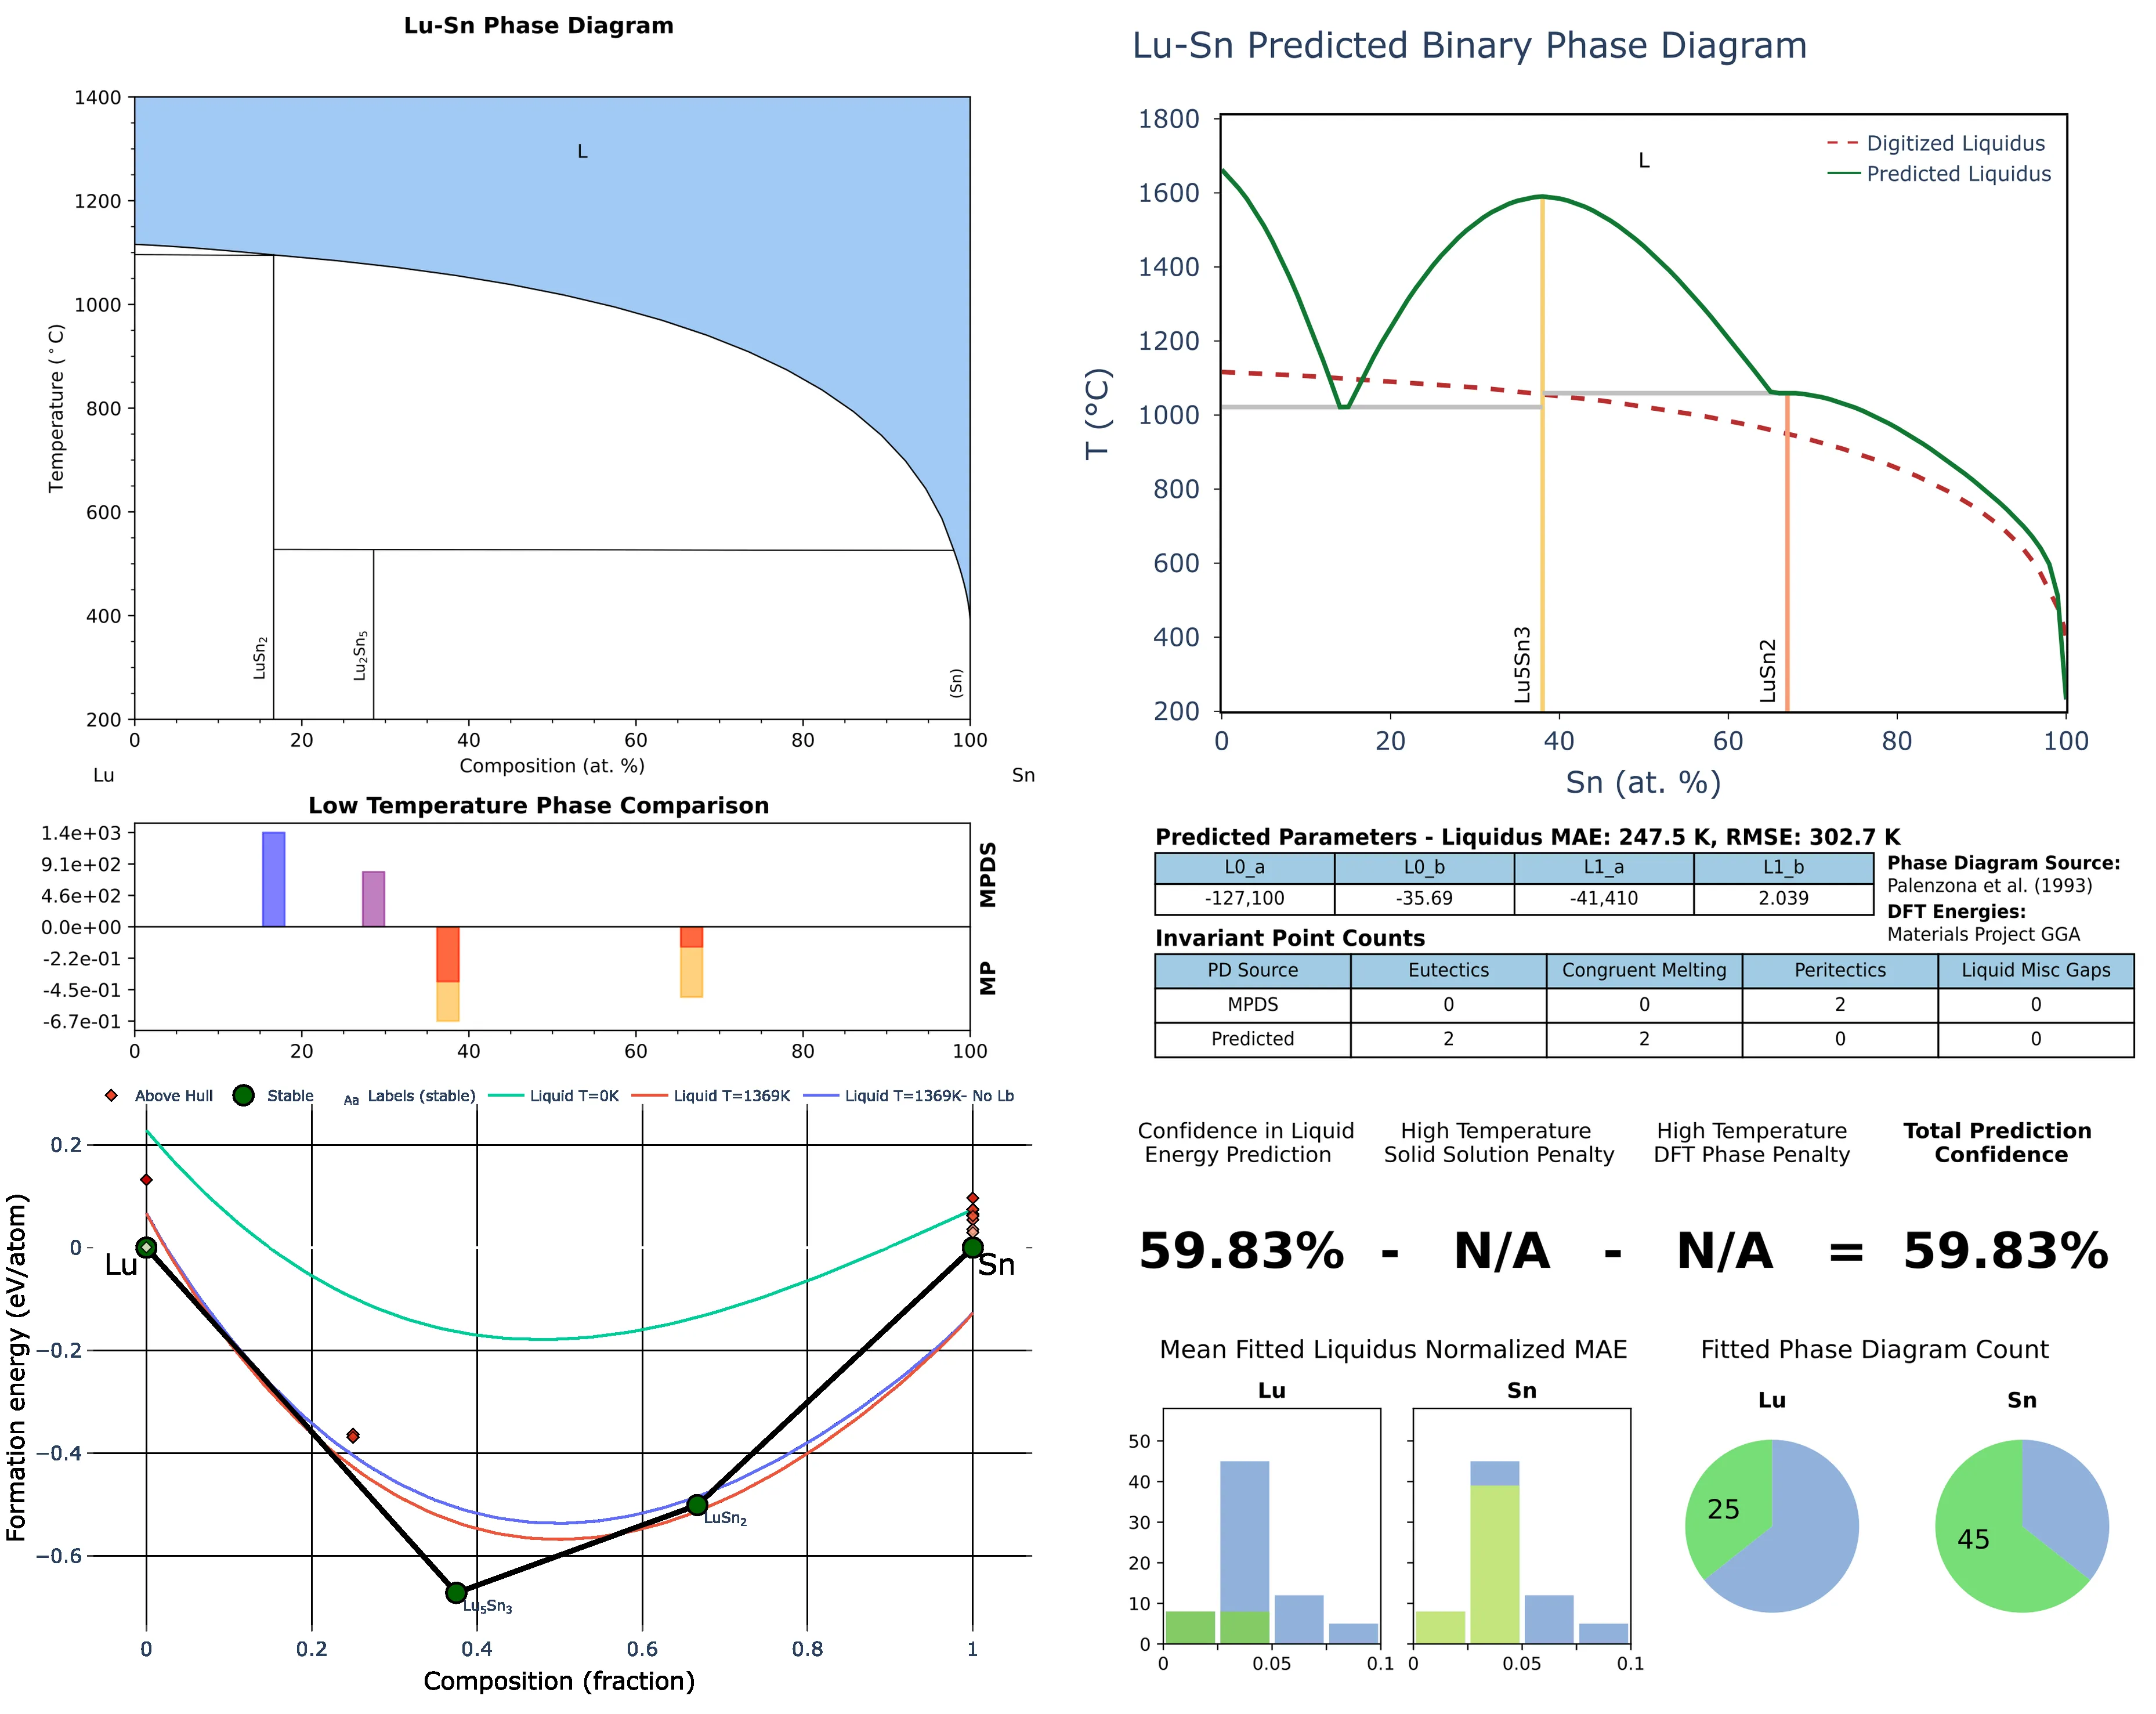 Lu-Sn Phase Diagram
1400
1200
1000
800
600
400
200
Temperature (°C)
L
LuSn2
Lu2Sn5
(Sn)
0 20 40 60 80 100
Composition (at. %)
Lu Sn
Low Temperature Phase Comparison
1.4e+03
9.1e+02
4.6e+02
0.0e+00
-2.2e-01
-4.5e-01
-6.7e-01
MPDS
MP
0 20 40 60 80 100
Above Hull Stable Aa Labels (stable) Liquid T=0K Liquid T=1369K Liquid T=1369K- No Lb
0.2
0
−0.2
−0.4
−0.6
Formation energy (eV/atom)
Lu
Sn
LuSn2
Lu5Sn3
0 0.2 0.4 0.6 0.8 1
Composition (fraction)
Lu-Sn Predicted Binary Phase Diagram
1800
1600
1400
1200
1000
800
600
400
200
T (°C)
L
Digitized Liquidus
Predicted Liquidus
Lu5Sn3
LuSn2
0 20 40 60 80 100
Sn (at. %)
Predicted Parameters - Liquidus MAE: 247.5 K, RMSE: 302.7 K
L0_a L0_b L1_a L1_b
-127,100 -35.69 -41,410 2.039
Phase Diagram Source:
Palenzona et al. (1993)
DFT Energies:
Materials Project GGA
Invariant Point Counts
PD Source Eutectics Congruent Melting Peritectics Liquid Misc Gaps
MPDS 0 0 2 0
Predicted 2 2 0 0
Confidence in Liquid High Temperature High Temperature Total Prediction
Energy Prediction Solid Solution Penalty DFT Phase Penalty Confidence
59.83% - N/A - N/A = 59.83%
Mean Fitted Liquidus Normalized MAE
Lu Sn
50
40
30
20
10
0
0 0.05 0.1 0 0.05 0.1
Fitted Phase Diagram Count
Lu Sn
25 45